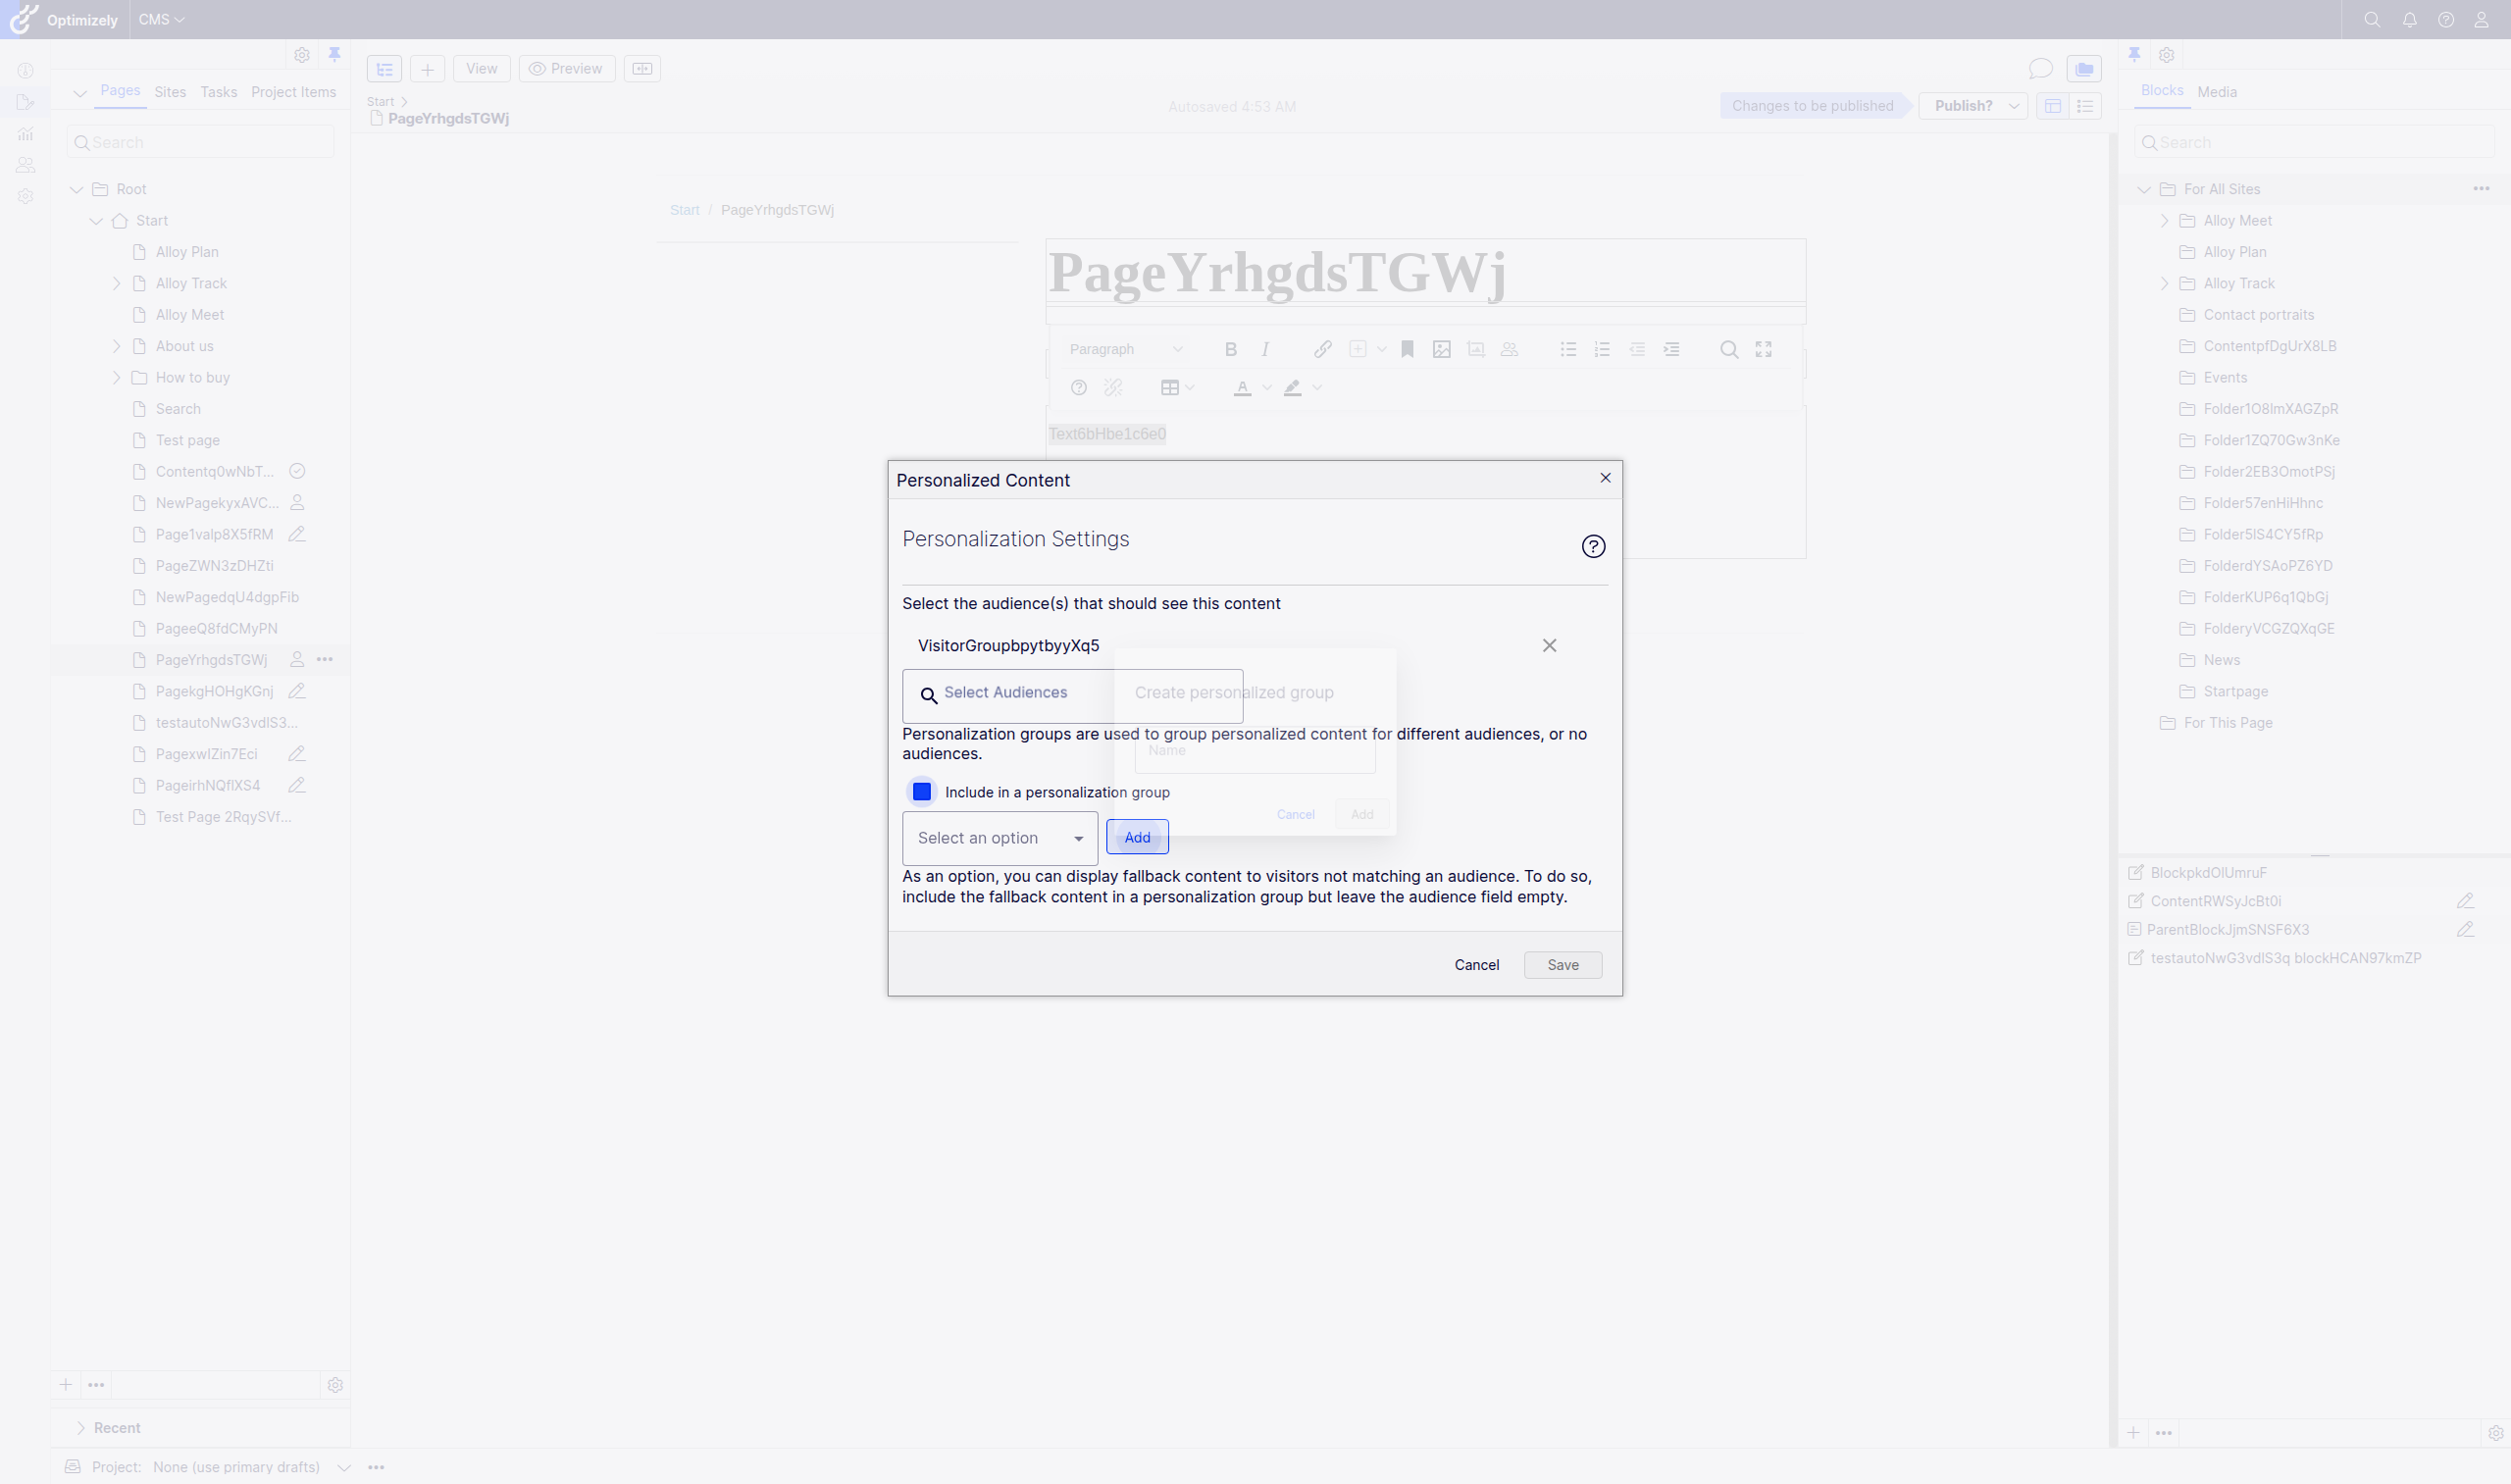 Optimizely CMS
Pages Sites Tasks Project Items
Search
Root
Start
Alloy Plan
Alloy Track
Alloy Meet
About us
How to buy
Search
Test page
Contentq0wNbT...
NewPagekyxAVC...
Page1valp8X5fRM
PageZWN3zDHZti
NewPagedqU4dgpFib
PageeQ8fdCMyPN
PageYrhgdsTGWj
PagekgHOHgKGnj
testautoNwG3vdlS3...
PagexwlZin7Eci
PageirhNQflXS4
Test Page 2RqySVf...
Recent
Project: None (use primary drafts)
View Preview
Start
PageYrhgdsTGWj
Autosaved 4:53 AM
Changes to be published Publish?
Start / PageYrhgdsTGWj
PageYrhgdsTGWj
Paragraph
Text6bHbe1c6e0
Personalized Content
Personalization Settings
Select the audience(s) that should see this content
VisitorGroupbpytbyyXq5
Select Audiences
Create personalized group
Personalization groups are used to group personalized content for different audiences, or no
audiences.
Name
Include in a personalization group
Cancel Add
Select an option Add
As an option, you can display fallback content to visitors not matching an audience. To do so,
include the fallback content in a personalization group but leave the audience field empty.
Cancel Save
Blocks Media
Search
For All Sites
Alloy Meet
Alloy Plan
Alloy Track
Contact portraits
ContentpfDgUrX8LB
Events
Folder1O8lmXAGZpR
Folder1ZQ70Gw3nKe
Folder2EB3OmotPSj
Folder57enHiHhnc
Folder5IS4CY5fRp
FolderdYSAoPZ6YD
FolderKUP6q1QbGj
FolderyVCGZQXqGE
News
Startpage
For This Page
BlockpkdOlUmruF
ContentRWSyJcBt0i
ParentBlockJjmSNSF6X3
testautoNwG3vdlS3q blockHCAN97kmZP